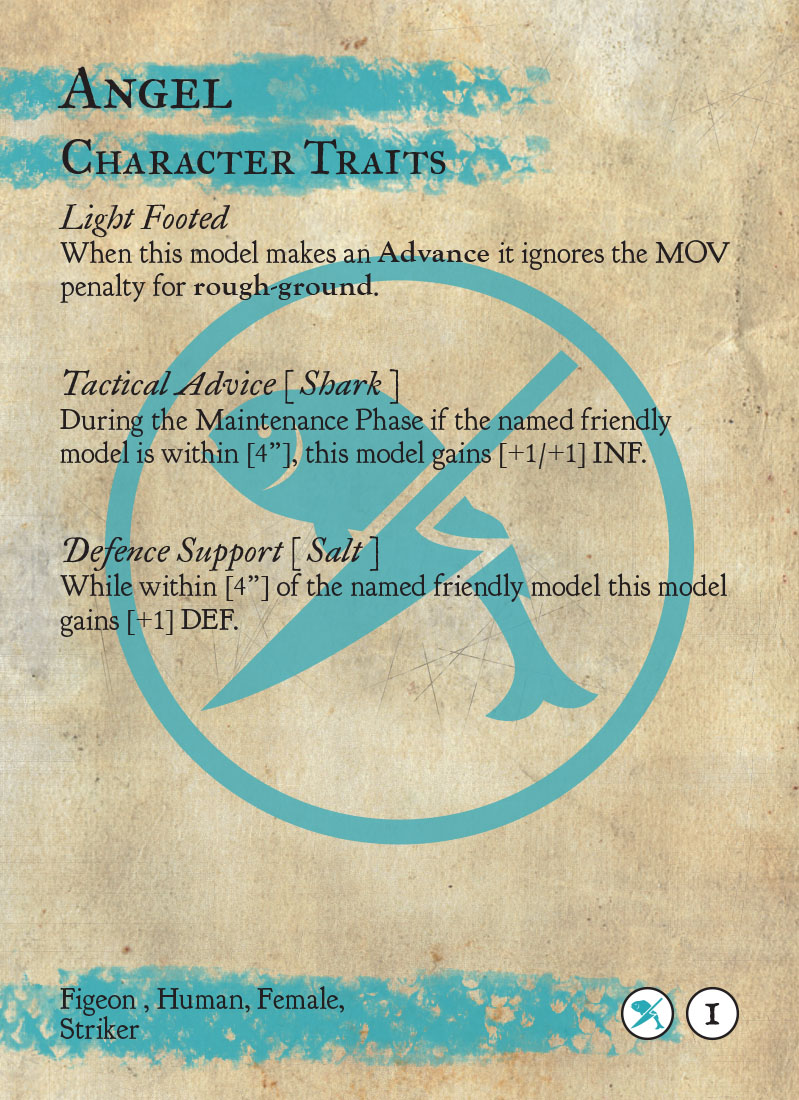 Angel
Character Traits
Light Footed
When this model makes an Advance it ignores the MOV
penalty for rough-ground.
Tactical Advice [ Shark ]
During the Maintenance Phase if the named friendly
model is within [4”], this model gains [+1/+1] INF.
Defence Support [ Salt ]
While within [4”] of the named friendly model this model
gains [+1] DEF.
Figeon , Human, Female,
Striker
1